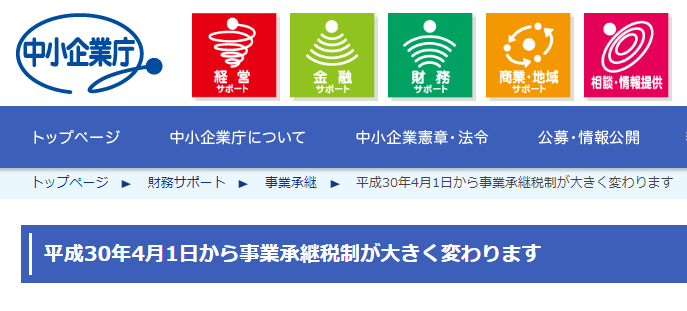 中小企業庁
経営
サポート
金融
サポート
財務
サポート
商業・地域
サポート
相談・情報提供
トップページ
中小企業庁について
中小企業憲章・法令
公募・情報公開
トップページ ▶ 財務サポート ▶ 事業承継 ▶ 平成30年4月1日から事業承継税制が大きく変わります
平成30年4月1日から事業承継税制が大きく変わります